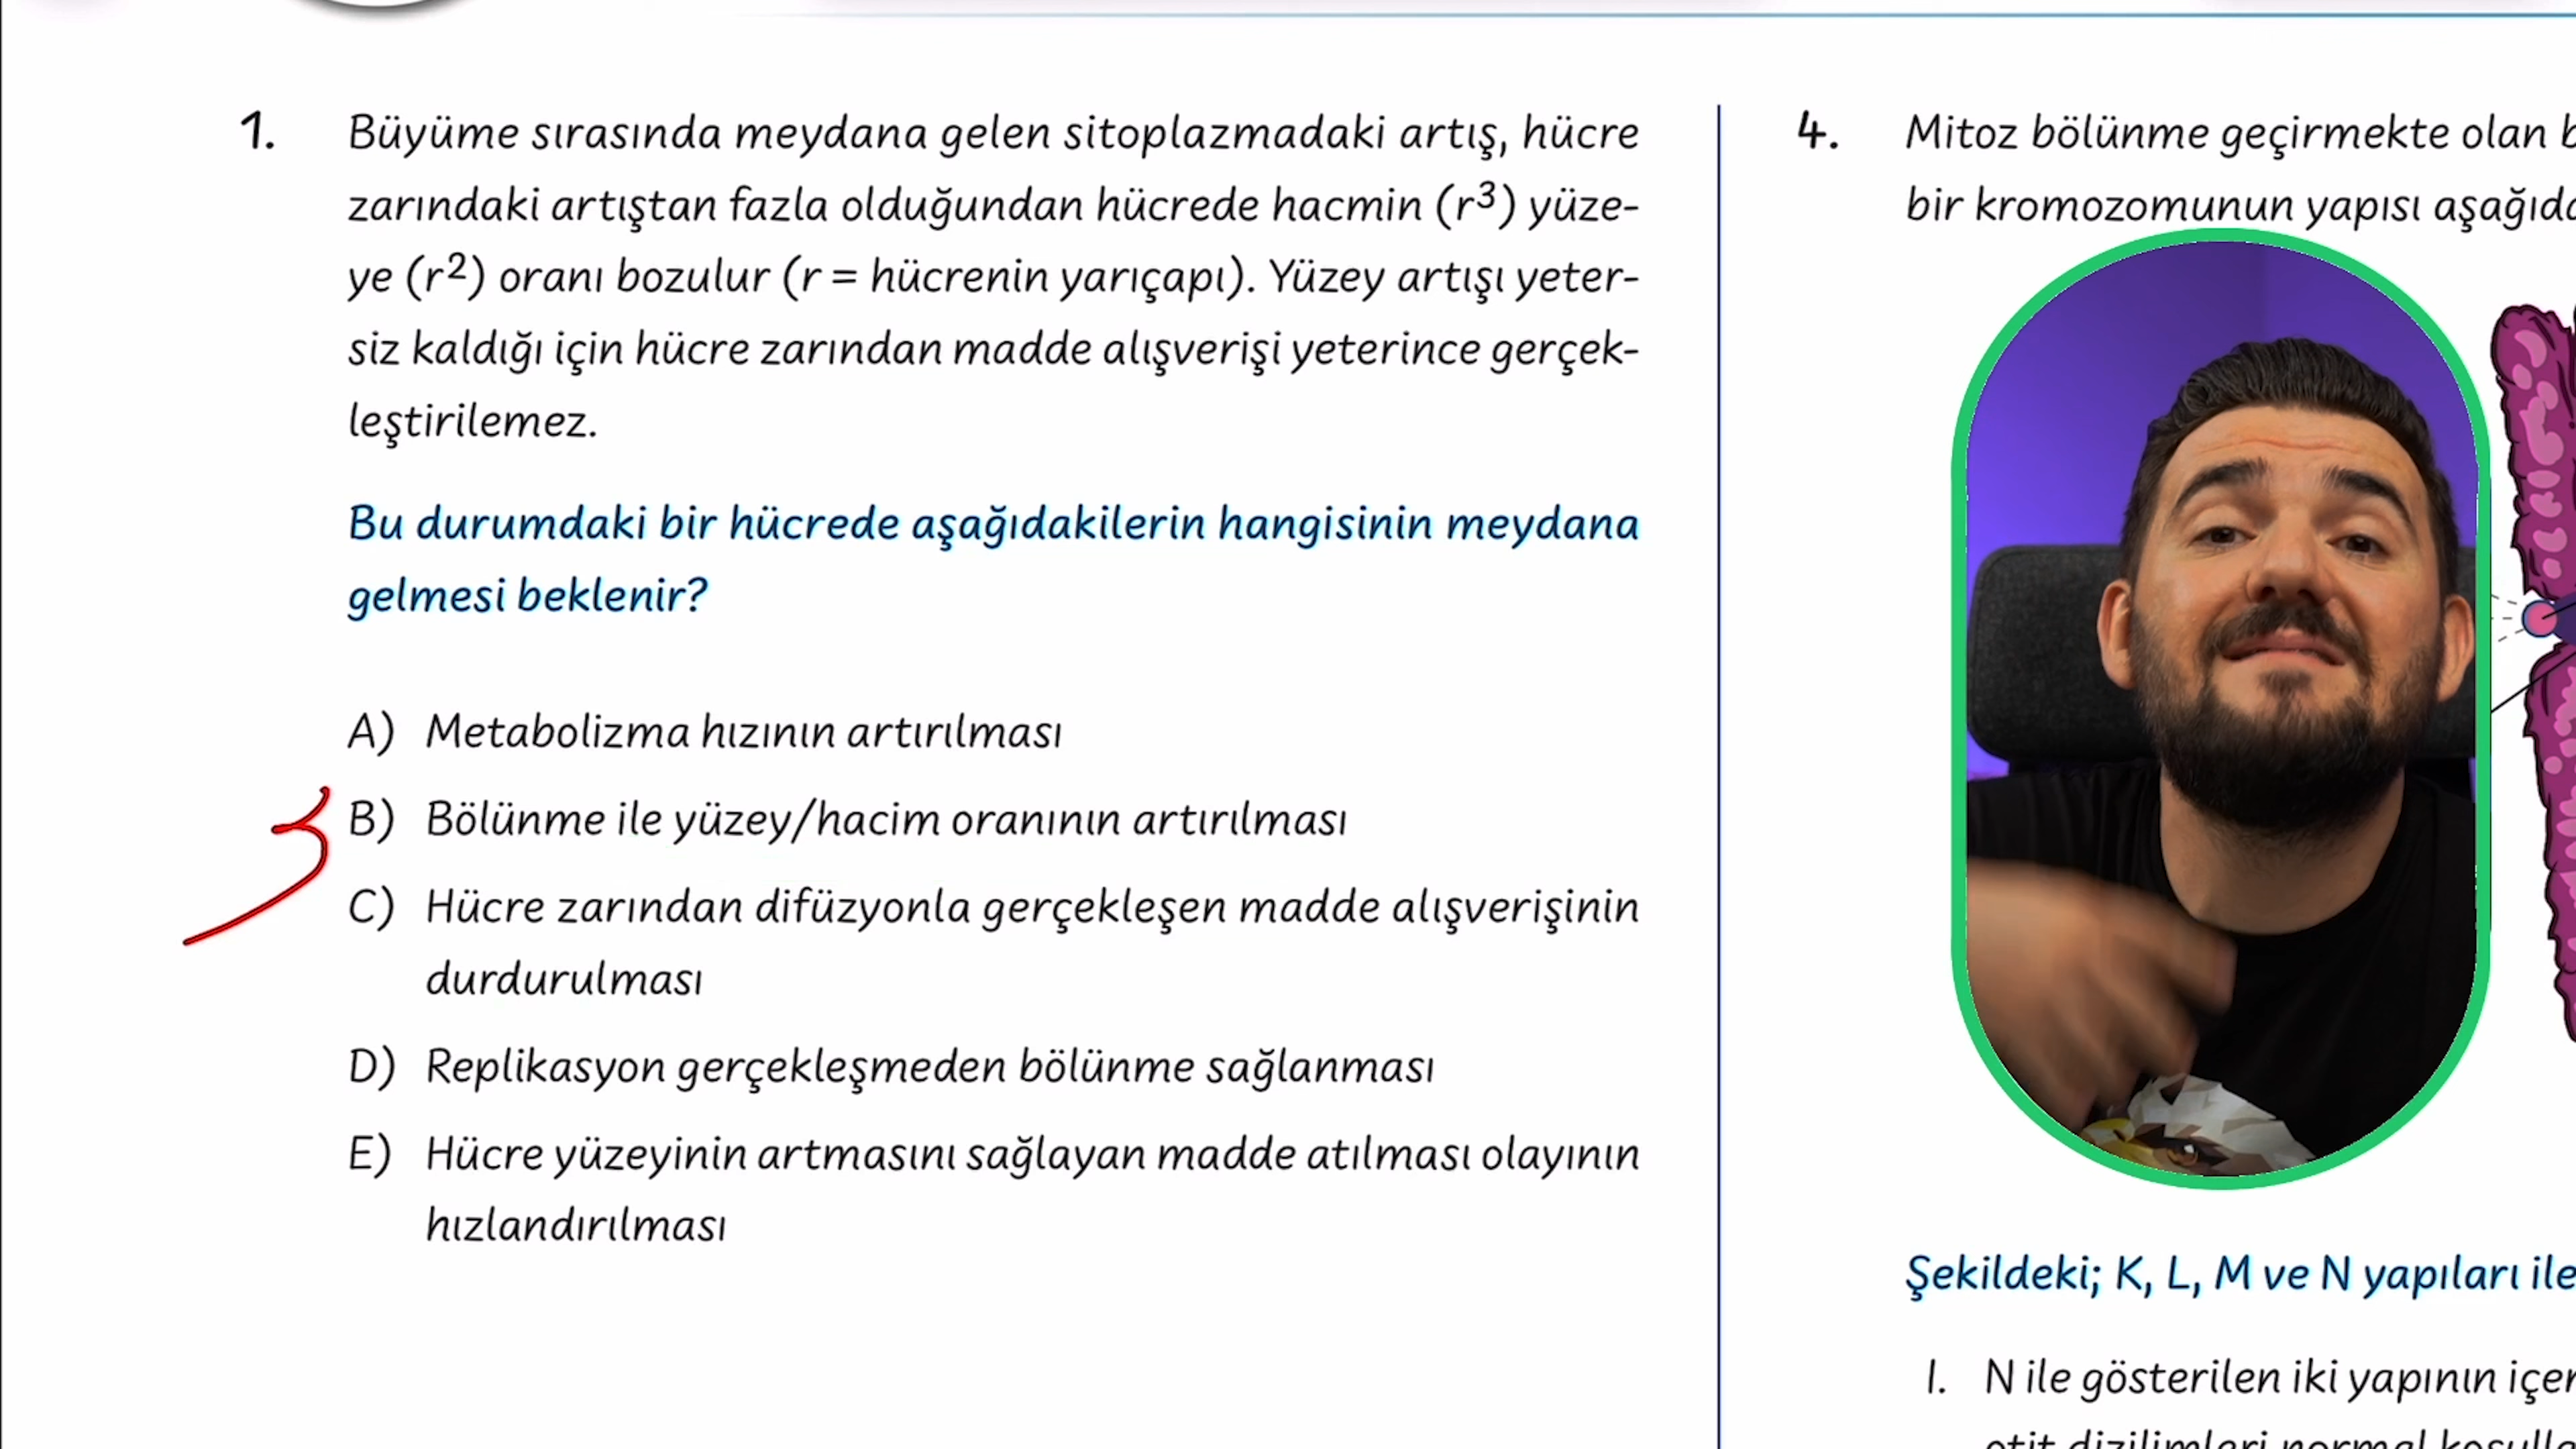 1. Büyüme sırasında meydana gelen sitoplazmadaki artış, hücre
zarındaki artıştan fazla olduğundan hücrede hacmin (r³) yüze-
ye (r²) oranı bozulur (r = hücrenin yarıçapı). Yüzey artışı yeter-
siz kaldığı için hücre zarından madde alışverişi yeterince gerçek-
leştirilemez.
Bu durumdaki bir hücrede aşağıdakilerin hangisinin meydana
gelmesi beklenir?
A) Metabolizma hızının artırılması
B) Bölünme ile yüzey/hacim oranının artırılması
C) Hücre zarından difüzyonla gerçekleşen madde alışverişinin
durdurulması
D) Replikasyon gerçekleşmeden bölünme sağlanması
E) Hücre yüzeyinin artmasını sağlayan madde atılması olayının
hızlandırılması
4. Mitoz bölünme geçirmekte olan
bir kromozomunun yapısı
Şekildeki; K, L, M ve N yapıları ile
I. N ile gösterilen iki yapının